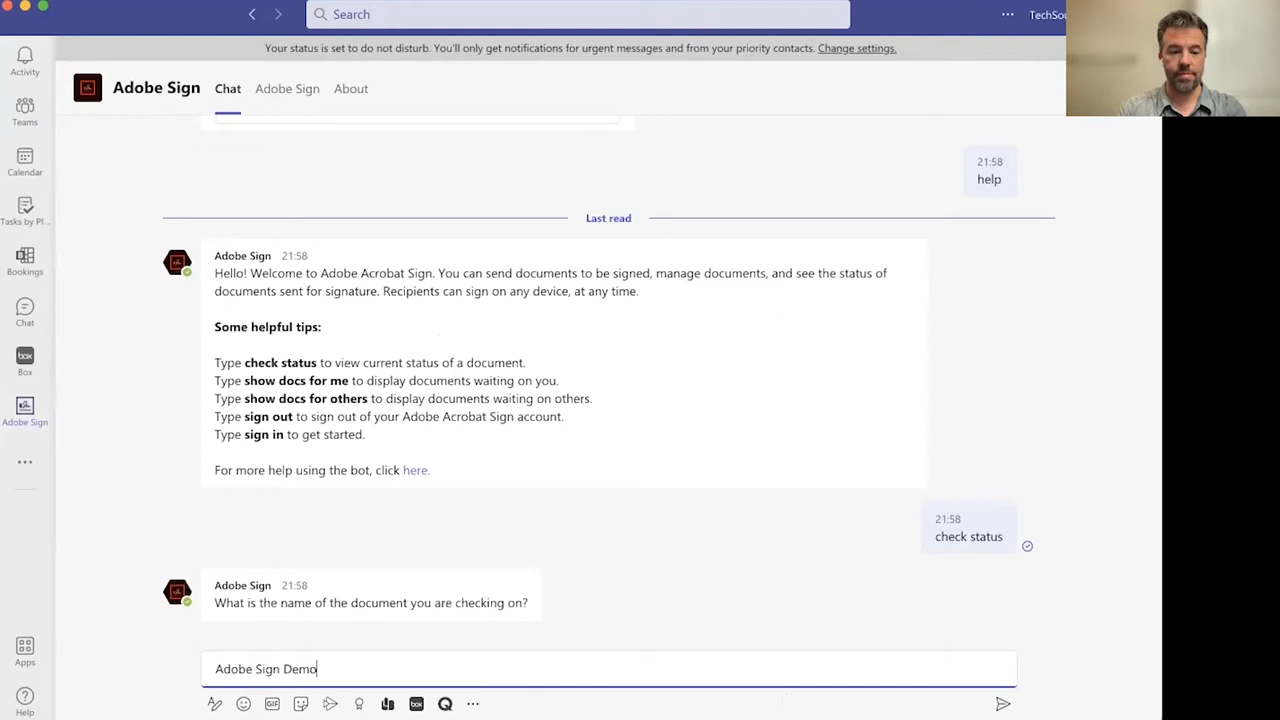 Search
TechSou
Your status is set to do not disturb. You'll only get notifications for urgent messages and from your priority contacts. Change settings.
Activity
Teams
Calendar
Tasks by Pl...
Bookings
Chat
box
Box
Adobe Sign
Apps
Help
Adobe Sign
Chat
Adobe Sign
About
21:58
help
Last read
Adobe Sign 21:58
Hello! Welcome to Adobe Acrobat Sign. You can send documents to be signed, manage documents, and see the status of
documents sent for signature. Recipients can sign on any device, at any time.
Some helpful tips:
Type check status to view current status of a document.
Type show docs for me to display documents waiting on you.
Type show docs for others to display documents waiting on others.
Type sign out to sign out of your Adobe Acrobat Sign account.
Type sign in to get started.
For more help using the bot, click here.
21:58
check status
Adobe Sign 21:58
What is the name of the document you are checking on?
Adobe Sign Demo
GIF
box